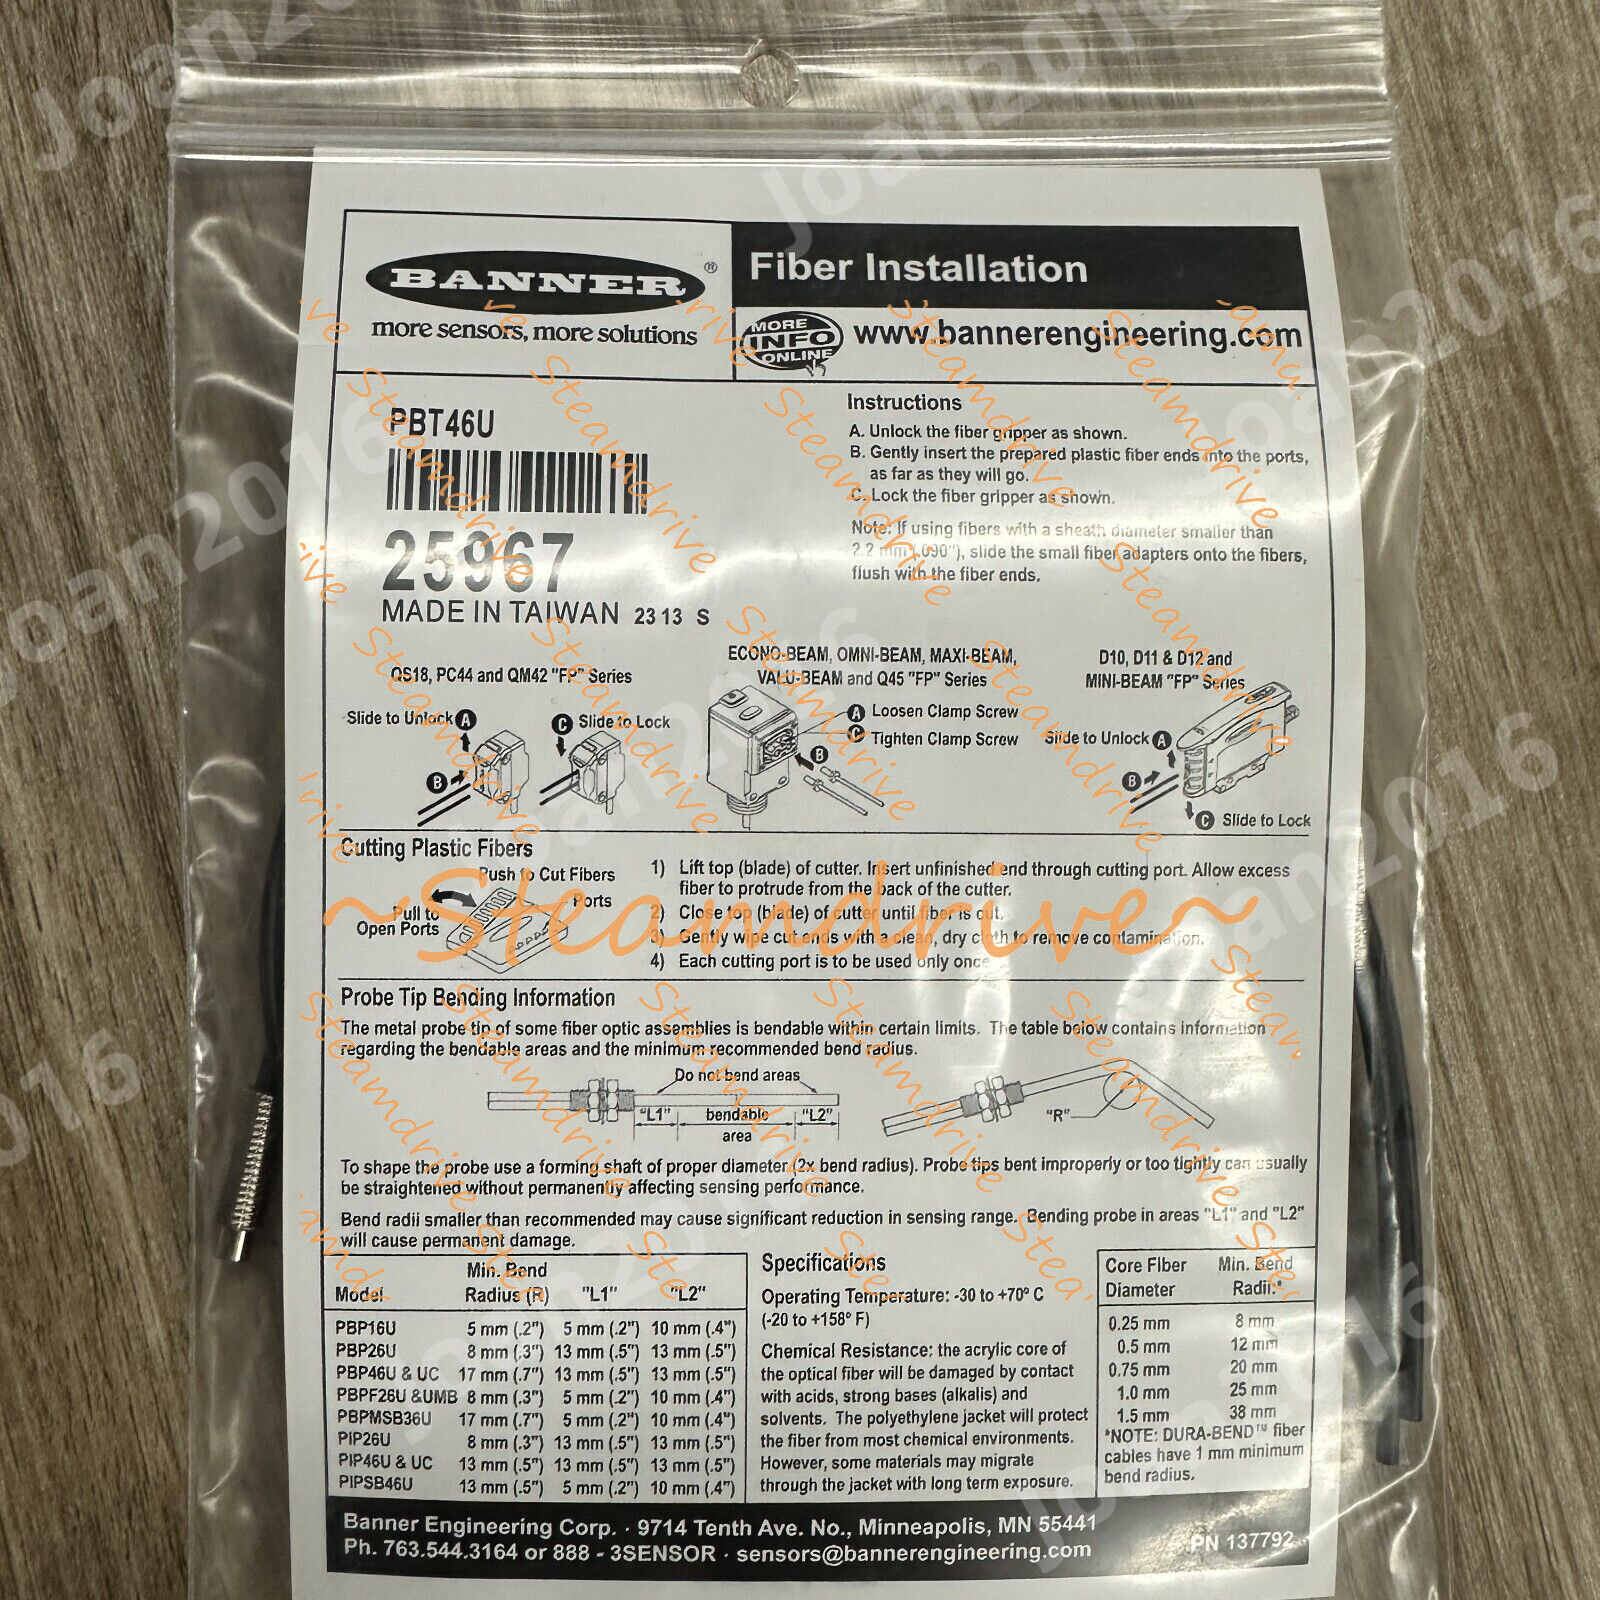 BANNER®
more sensors, more solutions
Fiber Installation
MORE
INFO
ONLINE
www.bannerengineering.com
PBT46U
25967
MADE IN TAIWAN 23 13 S
Instructions
A. Unlock the fiber gripper as shown.
B. Gently insert the prepared plastic fiber ends into the ports,
as far as they will go.
C. Lock the fiber gripper as shown.
Note: If using fibers with a sheath diameter smaller than
2.2 mm (.090"), slide the small fiber adapters onto the fibers,
flush with the fiber ends.
QS18, PC44 and QM42 "FP" Series
Slide to Unlock A
C Slide to Lock
B
ECONO-BEAM, OMNI-BEAM, MAXI-BEAM,
VALU-BEAM and Q45 "FP" Series
A Loosen Clamp Screw
C Tighten Clamp Screw
B
D10, D11 & D12 and
MINI-BEAM "FP" Series
Slide to Unlock A
B
C Slide to Lock
Cutting Plastic Fibers
Push to Cut Fibers
Ports
Pull to
Open Ports
1) Lift top (blade) of cutter. Insert unfinished end through cutting port. Allow excess
fiber to protrude from the back of the cutter.
2) Close top (blade) of cutter until fiber is cut.
3) Gently wipe cut ends with a clean, dry cloth to remove contamination.
4) Each cutting port is to be used only once
Probe Tip Bending Information
The metal probe tip of some fiber optic assemblies is bendable within certain limits. The table below contains information
regarding the bendable areas and the minimum recommended bend radius.
Do not bend areas
"L1" bendable "L2"
area
"R"
To shape the probe use a forming shaft of proper diameter (2x bend radius). Probe tips bent improperly or too tightly can usually
be straightened without permanently affecting sensing performance.
Bend radii smaller than recommended may cause significant reduction in sensing range. Bending probe in areas "L1" and "L2"
will cause permanent damage.
Min. Bend
Model Radius (R) "L1" "L2"
PBP16U 5 mm (.2") 5 mm (.2") 10 mm (.4")
PBP26U 8 mm (.3") 13 mm (.5") 13 mm (.5")
PBP46U & UC 17 mm (.7") 13 mm (.5") 13 mm (.5")
PBPF26U &UMB 8 mm (.3") 5 mm (.2") 10 mm (.4")
PBPMSB36U 17 mm (.7") 5 mm (.2") 10 mm (.4")
PIP26U 8 mm (.3") 13 mm (.5") 13 mm (.5")
PIP46U & UC 13 mm (.5") 13 mm (.5") 13 mm (.5")
PIPSB46U 13 mm (.5") 5 mm (.2") 10 mm (.4")
Specifications
Operating Temperature: -30 to +70° C
(-20 to +158° F)
Chemical Resistance: the acrylic core of
the optical fiber will be damaged by contact
with acids, strong bases (alkalis) and
solvents. The polyethylene jacket will protect
the fiber from most chemical environments.
However, some materials may migrate
through the jacket with long term exposure.
Core Fiber Min. Bend
Diameter Radii*
0.25 mm 8 mm
0.5 mm 12 mm
0.75 mm 20 mm
1.0 mm 25 mm
1.5 mm 38 mm
*NOTE: DURA-BEND™ fiber
cables have 1 mm minimum
bend radius.
Banner Engineering Corp. · 9714 Tenth Ave. No., Minneapolis, MN 55441
Ph. 763.544.3164 or 888 - 3SENSOR · sensors@bannerengineering.com
PN 137792
~Steamdrive~
Joan2016